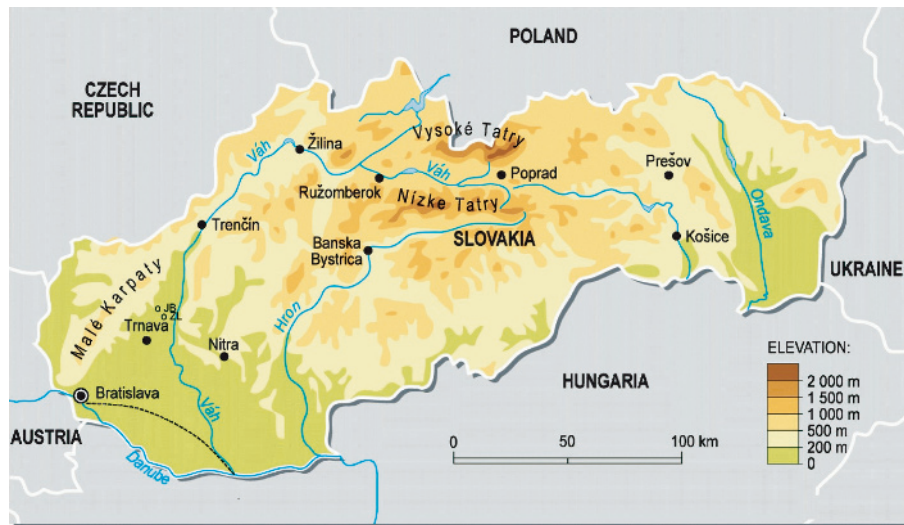 POLAND
CZECH
REPUBLIC
Vysoké Tatry
Žilina
Váh
Váh
Poprad
Prešov
Ružomberok
Nízke Tatry
Ondava
Trenčín
Banska
Bystrica
SLOVAKIA
Košice
UKRAINE
Malé Karpaty
JB
ZL
Trnava
Hron
Nitra
ELEVATION:
2 000 m
1 500 m
1 000 m
500 m
200 m
0
HUNGARIA
Bratislava
Váh
AUSTRIA
Danube
0 50 100 km